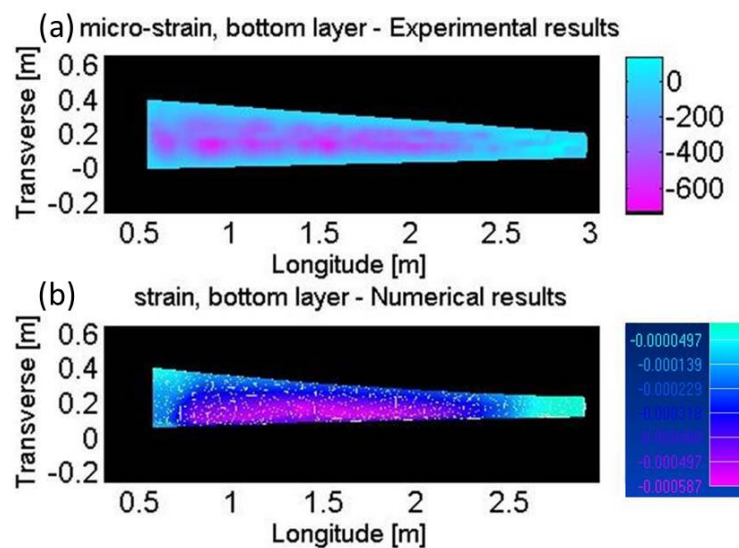 (a) micro-strain, bottom layer - Experimental results
Transverse [m]
0.6
0.4
0.2
-0
-0.2
0.5 1 1.5 2 2.5 3
Longitude [m]
0
-200
-400
-600
(b) strain, bottom layer - Numerical results
Transverse [m]
0.6
0.4
0.2
0
-0.2
0.5 1 1.5 2 2.5
Longitude [m]
-0.0000497
-0.000139
-0.000229
-0.000497
-0.000587